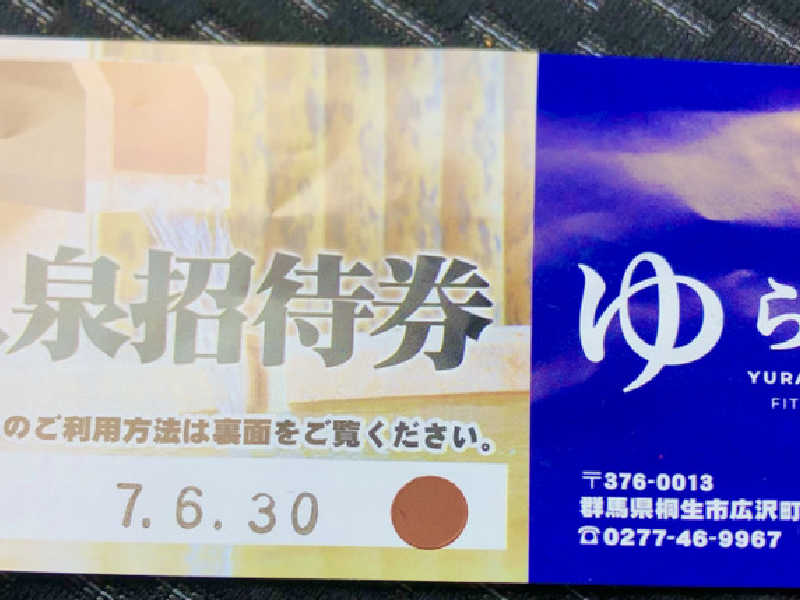 泉招待券
のご利用方法は裏面をご覧ください。
7. 6. 30
ゆら
YURA
FIT
〒376-0013
群馬県桐生市広沢町
☎0277-46-9967